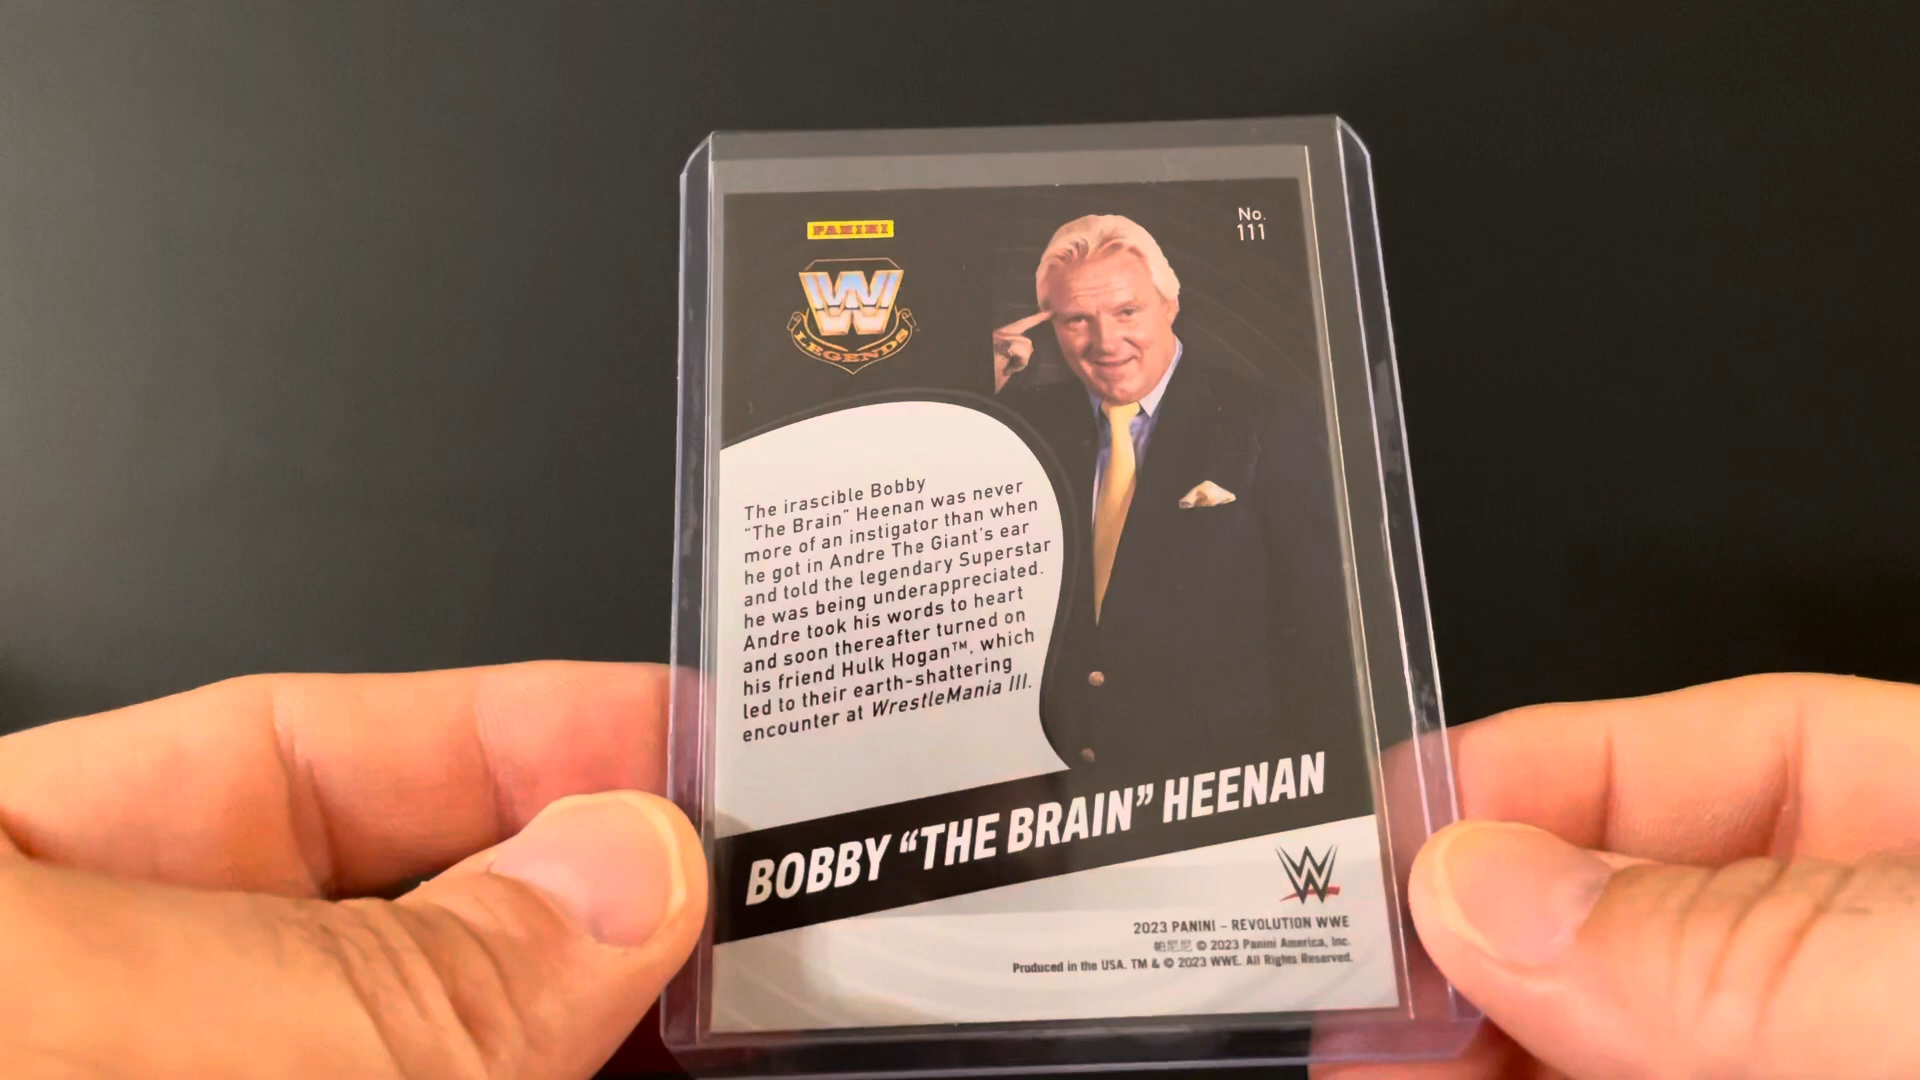 PANINI
No.
111
W
LEGENDS
The irascible Bobby
"The Brain" Heenan was never
more of an instigator than when
he got in Andre The Giant's ear
and told the legendary Superstar
he was being underappreciated.
Andre took his words to heart
and soon thereafter turned on
his friend Hulk Hogan™, which
led to their earth-shattering
encounter at WrestleMania III.
BOBBY “THE BRAIN” HEENAN
W
2023 PANINI – REVOLUTION WWE
帕尼尼 © 2023 Panini America, Inc.
Produced in the USA. TM & © 2023 WWE. All Rights Reserved.